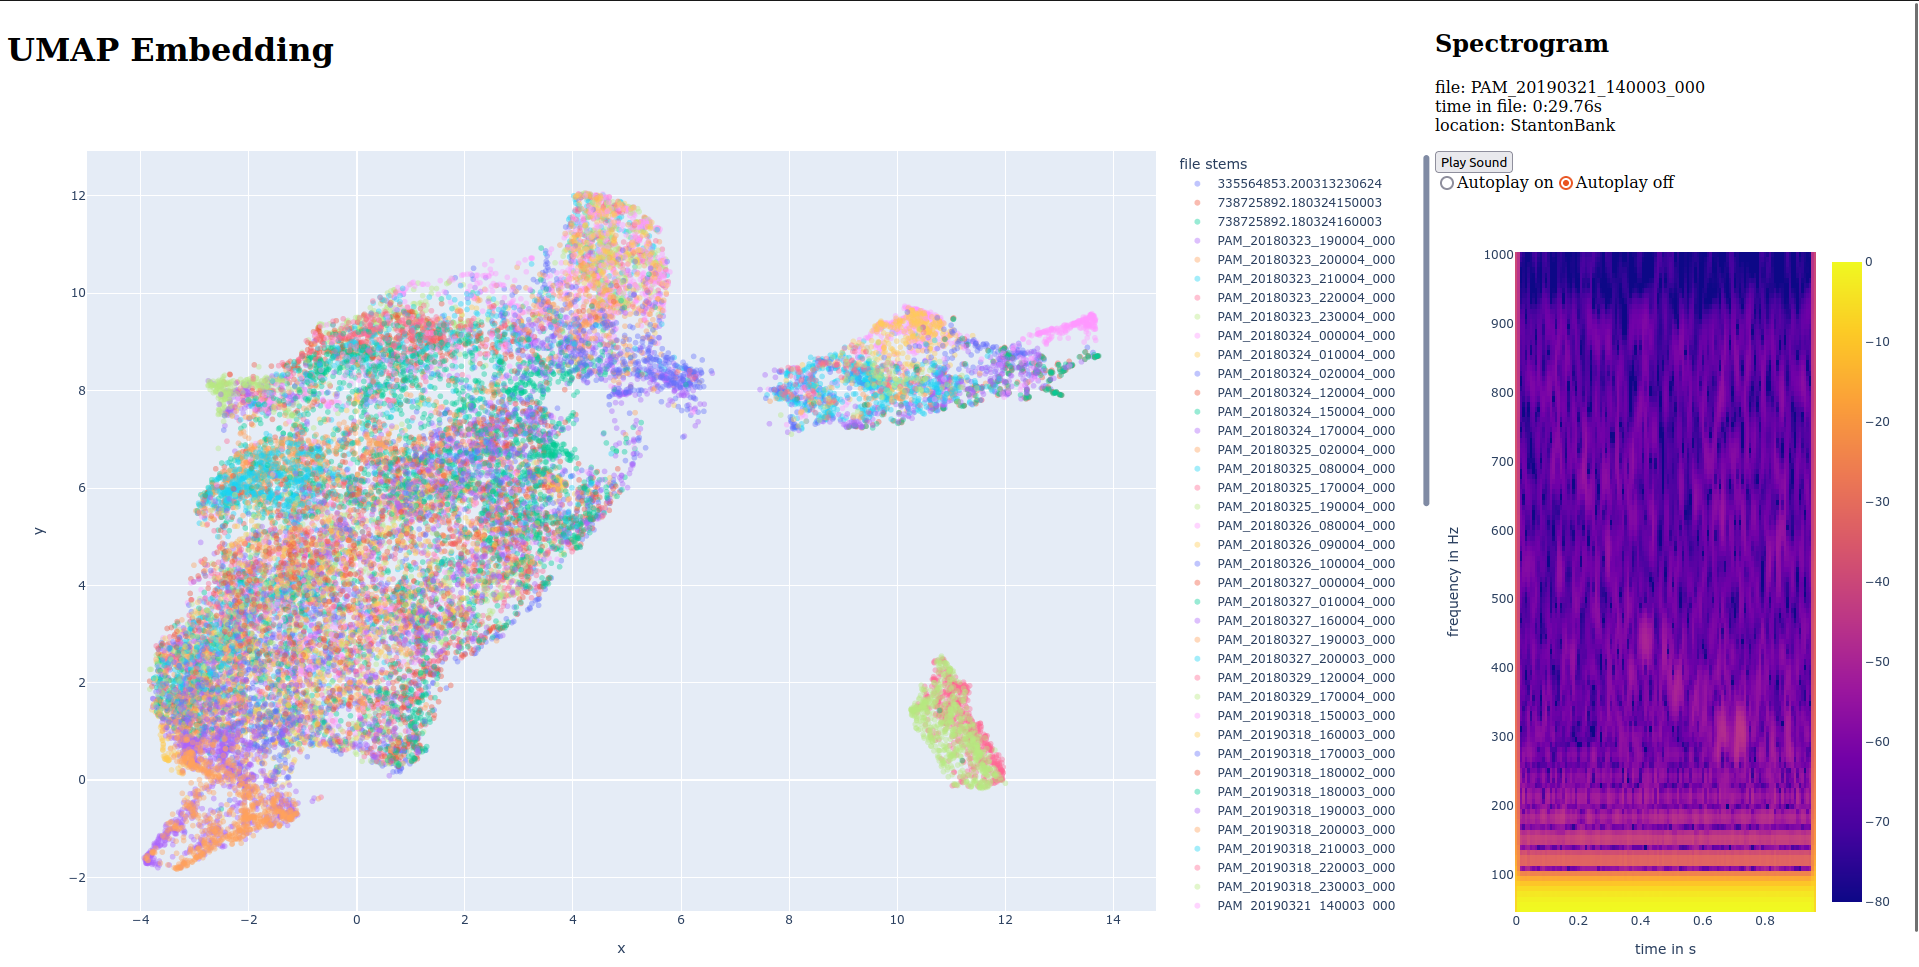 UMAP Embedding
12
10
8
6
4
2
0
−2
y
−4
−2
0
2
4
6
8
10
12
14
x
file stems
335564853.200313230624
738725892.180324150003
738725892.180324160003
PAM_20180323_190004_000
PAM_20180323_200004_000
PAM_20180323_210004_000
PAM_20180323_220004_000
PAM_20180323_230004_000
PAM_20180324_000004_000
PAM_20180324_010004_000
PAM_20180324_020004_000
PAM_20180324_120004_000
PAM_20180324_150004_000
PAM_20180324_170004_000
PAM_20180325_020004_000
PAM_20180325_080004_000
PAM_20180325_170004_000
PAM_20180325_190004_000
PAM_20180326_080004_000
PAM_20180326_090004_000
PAM_20180326_100004_000
PAM_20180327_000004_000
PAM_20180327_010004_000
PAM_20180327_160004_000
PAM_20180327_190003_000
PAM_20180327_200003_000
PAM_20180329_120004_000
PAM_20180329_170004_000
PAM_20190318_150003_000
PAM_20190318_160003_000
PAM_20190318_170003_000
PAM_20190318_180002_000
PAM_20190318_180003_000
PAM_20190318_190003_000
PAM_20190318_200003_000
PAM_20190318_210003_000
PAM_20190318_220003_000
PAM_20190318_230003_000
PAM_20190321_140003_000
Spectrogram
file: PAM_20190321_140003_000
time in file: 0:29.76s
location: StantonBank
Play Sound
Autoplay on Autoplay off
1000
900
800
700
600
500
400
300
200
100
frequency in Hz
0
0.2
0.4
0.6
0.8
time in s
0
−10
−20
−30
−40
−50
−60
−70
−80